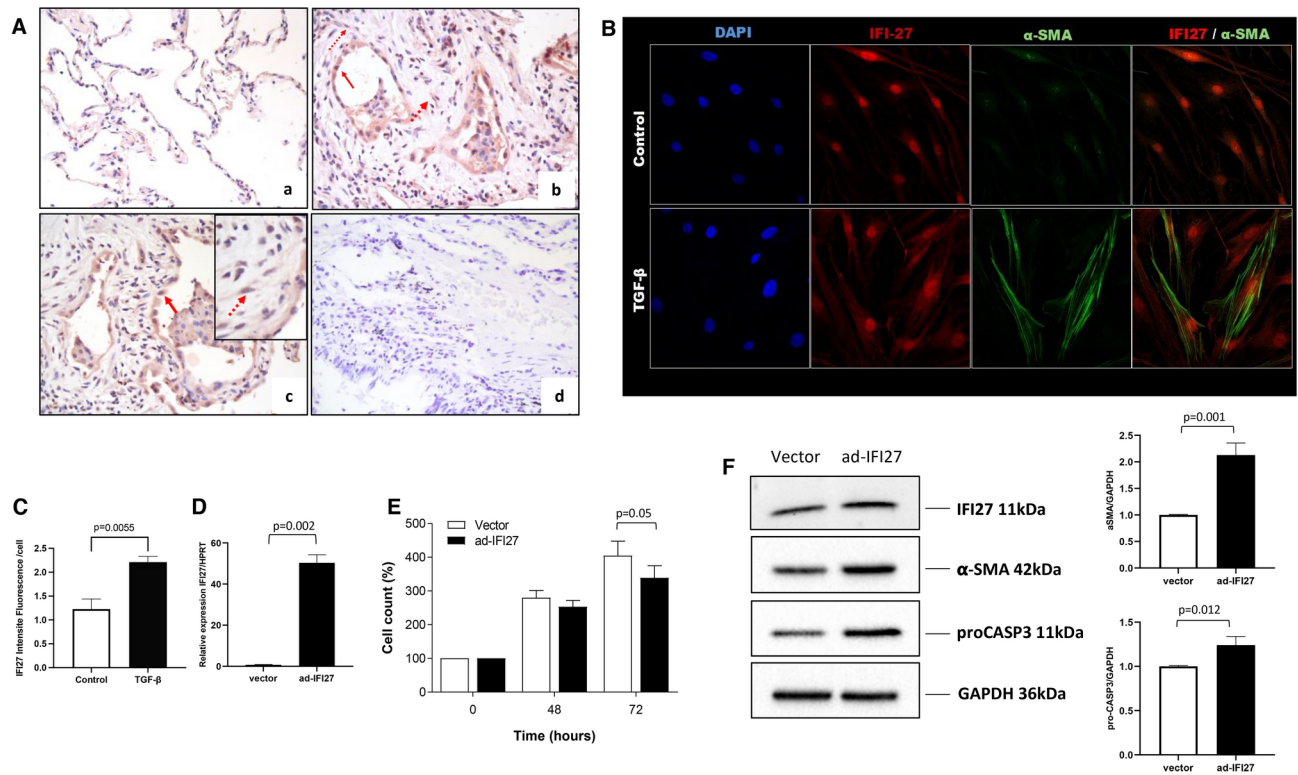 A
a
b
c
d
B
DAPI
IFI-27
α-SMA
IFI27 / α-SMA
Control
TGF-β
C
p=0.0055
IFI27 Intensite Fluorescence /cell
2.5
2.0
1.5
1.0
0.5
0.0
Control
TGF-β
D
p=0.002
Relative expression IFI27/HPRT
60
40
20
0
vector
ad-IFI27
E
Vector
ad-IFI27
p=0.05
Cell count (%)
500
400
300
200
100
0
0
48
72
Time (hours)
F
Vector
ad-IFI27
IFI27 11kDa
α-SMA 42kDa
proCASP3 11kDa
GAPDH 36kDa
p=0.001
aSMA/GAPDH
2.5
2.0
1.5
1.0
0.5
0.0
vector
ad-IFI27
p=0.012
pro-CASP3/GAPDH
1.5
1.0
0.5
0.0
vector
ad-IFI27